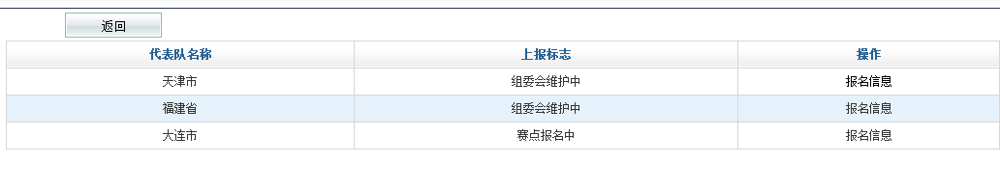 返回
代表队名称 上报标志 操作
天津市 组委会维护中 报名信息
福建省 组委会维护中 报名信息
大连市 赛点报名中 报名信息